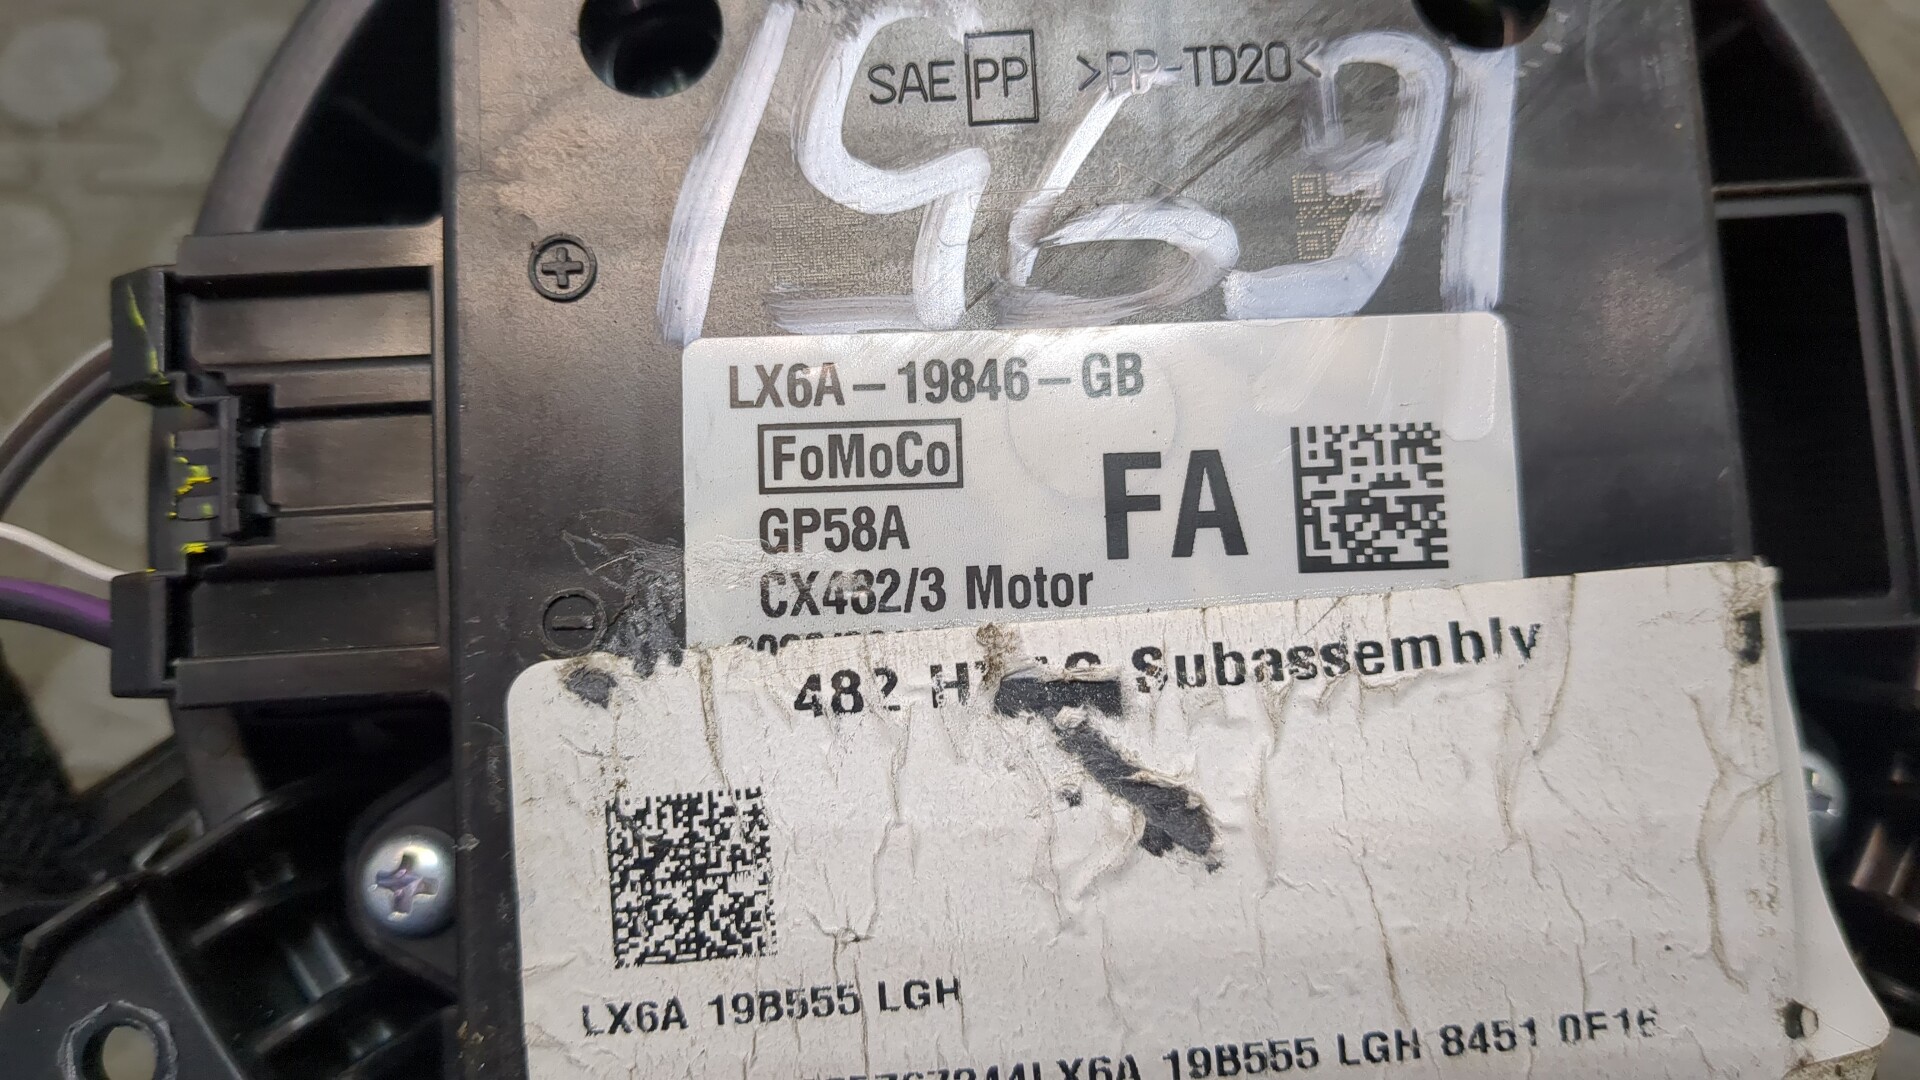 SAE PP >PP-TD20<
LX6A-19846-GB
FoMoCo
FA
GP58A
CX482/3 Motor
482 Subassembly
LX6A 19B555 LGH
LX6A 19B555 LGH 8451